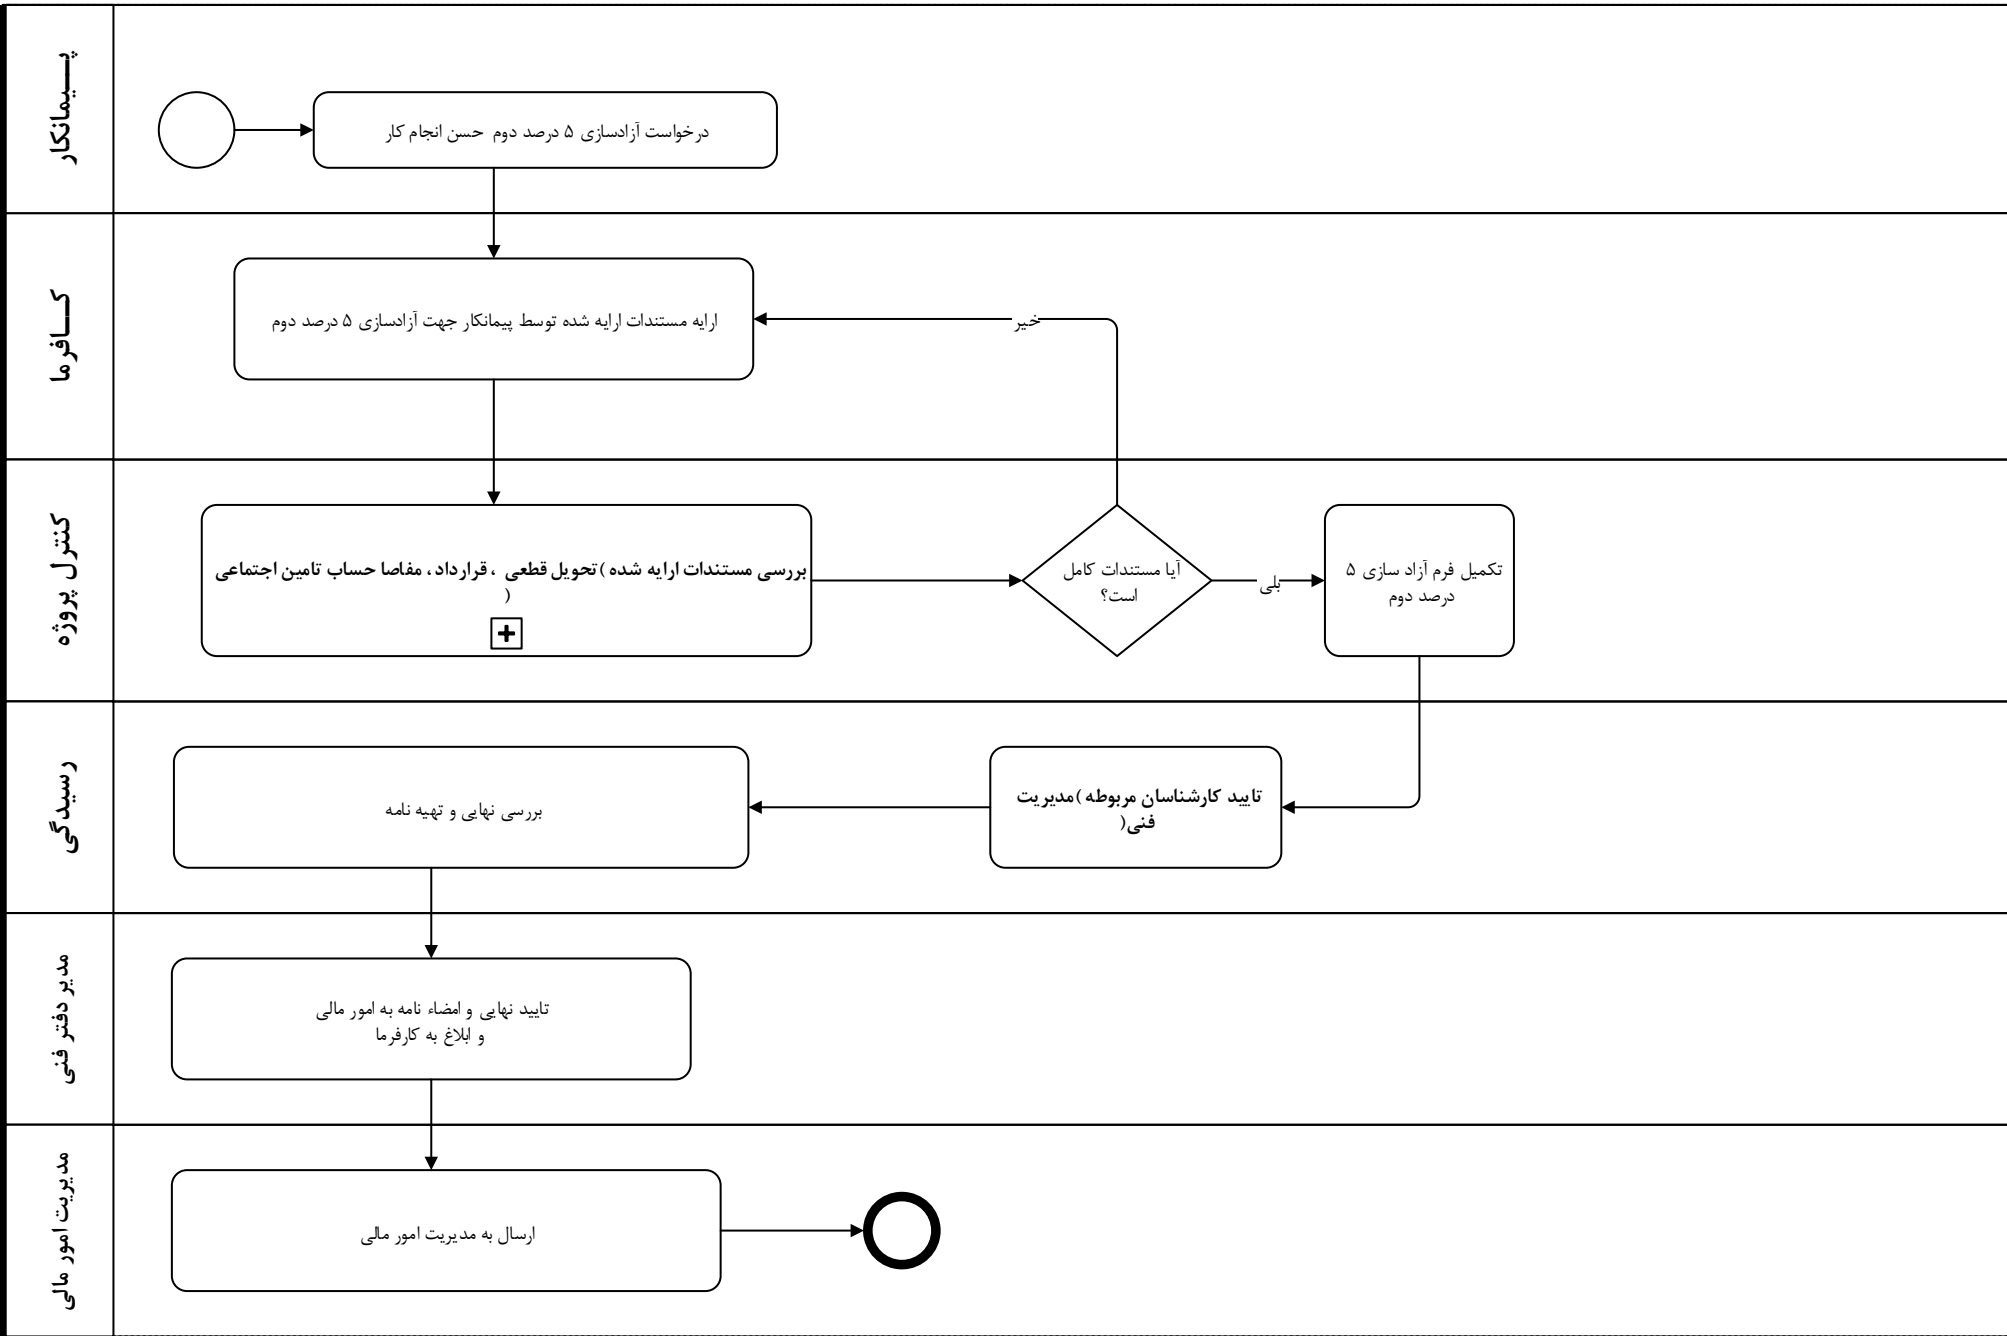 پـــیمانکار
درخواست آزادسازی ۵ درصد دوم حسن انجام کار
کـــافرما
ارایه مستندات ارایه شده توسط پیمانکار جهت آزادسازی ۵ درصد دوم
خیر
کنترل پروژه
بررسی مستندات ارایه شده )تحویل قطعی ، قرارداد، مفاصا حساب تامین اجتماعی
(
آیا مستندات کامل
است؟
بلی
تکمیل فرم آزاد سازی ۵
درصد دوم
رسیدگی
تایید کارشناسان مربوطه )مدیریت
فنی(
بررسی نهایی و تهیه نامه
مدیر دفتر فنی
تایید نهایی و امضاء نامه به امور مالی
و ابلاغ به کارفرما
مدیریت امور مالی
ارسال به مدیریت امور مالی